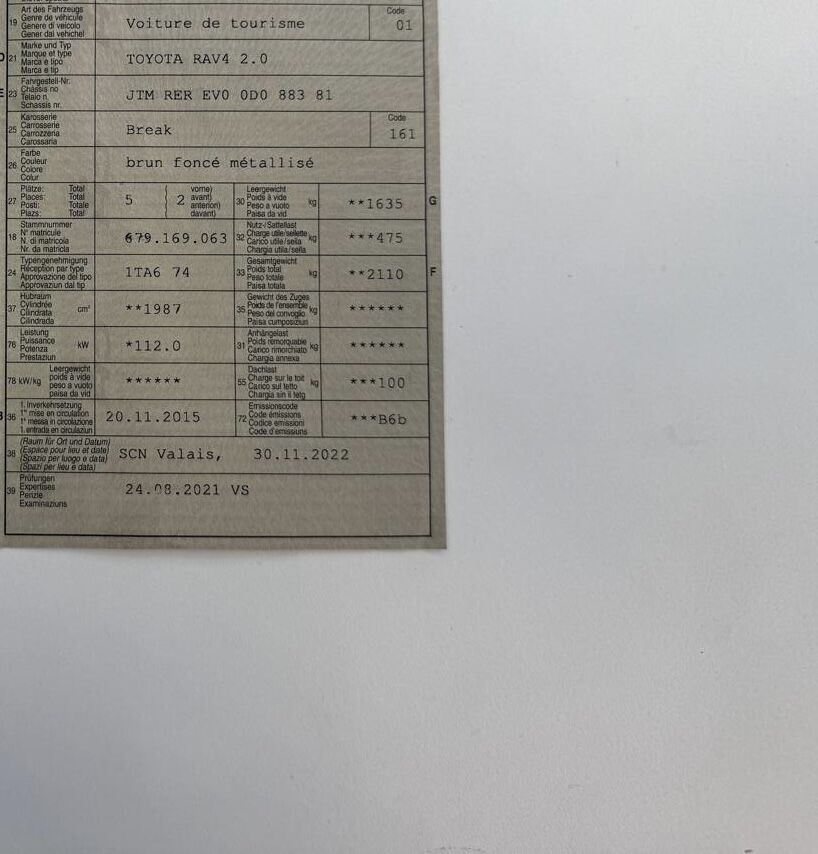 19 Art des Fahrzeugs
Genre de véhicule
Genere di veicolo
Gener dal vehichel
Voiture de tourisme
Code
01
21 Marke und Typ
Marque et type
Marca e tipo
Marca e tip
TOYOTA RAV4 2.0
E 23 Fahrgestell-Nr.
Châssis no
Telaio n.
Schassis nr.
JTM RER EV0 0D0 883 81
25 Karosserie
Carrosserie
Carrozzeria
Carossaria
Break
Code
161
26 Farbe
Couleur
Colore
Colur
brun foncé métallisé
27 Plätze: Total
Places: Total
Posti: Totale
Plazs: Total
5 2 vorne)
avant)
anteriori)
davant)
30 Leergewicht
Poids à vide
Peso a vuoto
Paisa da vid
kg
**1635 G
18 Stammnummer
N° matricule
N. di matricola
Nr. da matricla
679.169.063
32 Nutz-/Sattellast
Charge utile/sellette
Carico utile/sella
Chargia utila/sella
kg
***475
24 Typengenehmigung
Réception par type
Approvazione del tipo
Approvaziun dal tip
1TA6 74
33 Gesamtgewicht
Poids total
Peso totale
Paisa totala
kg
**2110 F
37 Hubraum
Cylindrée
Cilindrata
Cilindrada
cm³
**1987
35 Gewicht des Zuges
Poids de l'ensemble
Peso del convoglio
Paisa cumposiziun
kg
******
76 Leistung
Puissance
Potenza
Prestaziun
kW
*112.0
31 Anhängelast
Poids remorquable
Carico rimorchiato
Chargia annexa
kg
******
78 kW/kg Leergewicht
poids à vide
peso a vuoto
paisa da vid
******
55 Dachlast
Charge sur le toit
Carico sul tetto
Chargia sin il tetg
kg
***100
36 1. Inverkehrsetzung
1re mise en circulation
1a messa in circolazione
1. entrada en circulaziun
20.11.2015
72 Emissionscode
Code émissions
Codice emissioni
Code d'emissiuns
***B6b
38 (Raum für Ort und Datum)
(Espace pour lieu et date)
(Spazio per luogo e data)
(Spazi per lieu e data)
SCN Valais, 30.11.2022
39 Prüfungen
Expertises
Perizie
Examinaziuns
24.08.2021 VS